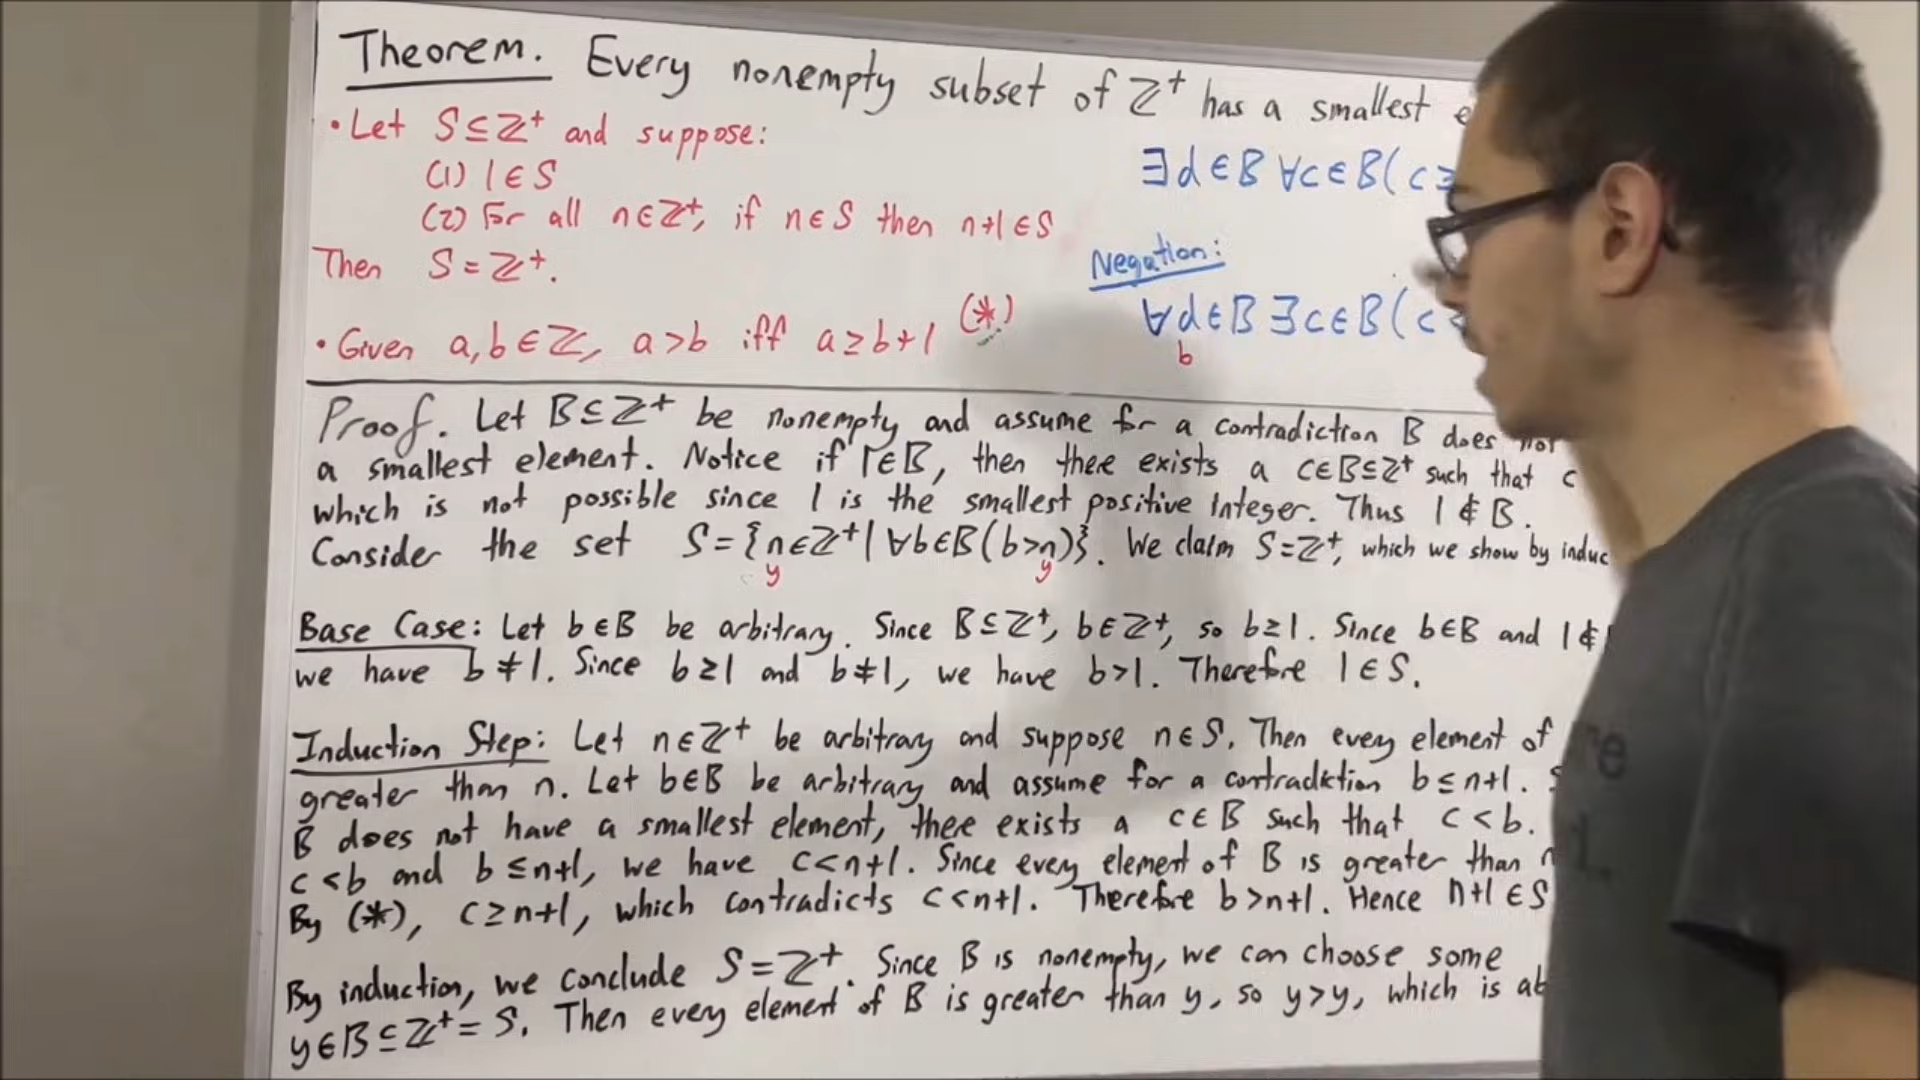 Theorem. Every nonempty subset of ℤ⁺ has a smallest
• Let S⊆ℤ⁺ and suppose:
(1) 1∈S
(2) For all n∈ℤ⁺, if n∈S then n+1∈S
Then S=ℤ⁺.
• Given a,b∈ℤ, a>b iff a≥b+1 (*)
∃d∈B ∀c∈B(c≥
Negation:
∀d∈B ∃c∈B(c<
b
Proof. Let B⊆ℤ⁺ be nonempty and assume for a contradiction B does not
a smallest element. Notice if 1∈B, then there exists a c∈B⊆ℤ⁺ such that c
which is not possible since 1 is the smallest positive integer. Thus 1∉B.
Consider the set S={n∈ℤ⁺| ∀b∈B(b>n)}. We claim S=ℤ⁺, which we show by induc
y y
Base Case: Let b∈B be arbitrary. Since B⊆ℤ⁺, b∈ℤ⁺, so b≥1. Since b∈B and 1∉
we have b≠1. Since b≥1 and b≠1, we have b>1. Therefore 1∈S.
Induction Step: Let n∈ℤ⁺ be arbitrary and suppose n∈S. Then every element of
greater than n. Let b∈B be arbitrary and assume for a contradiction b≤n+1.
B does not have a smallest element, there exists a c∈B such that c<b.
c<b and b≤n+1, we have c<n+1. Since every element of B is greater than n
By (*), c≥n+1, which contradicts c<n+1. Therefore b>n+1. Hence n+1∈S
By induction, we conclude S=ℤ⁺. Since B is nonempty, we can choose some
y∈B⊆ℤ⁺=S. Then every element of B is greater than y, so y>y, which is ab